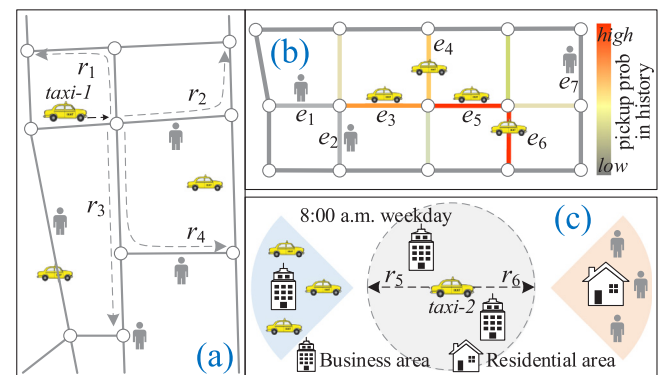 r1
r2
taxi-1
r3
r4
(a)
(b)
e4
e7
e1
e2
e3
e5
e6
high
pickup prob
in history
low
8:00 a.m. weekday
(c)
r5
r6
taxi-2
Business area
Residential area